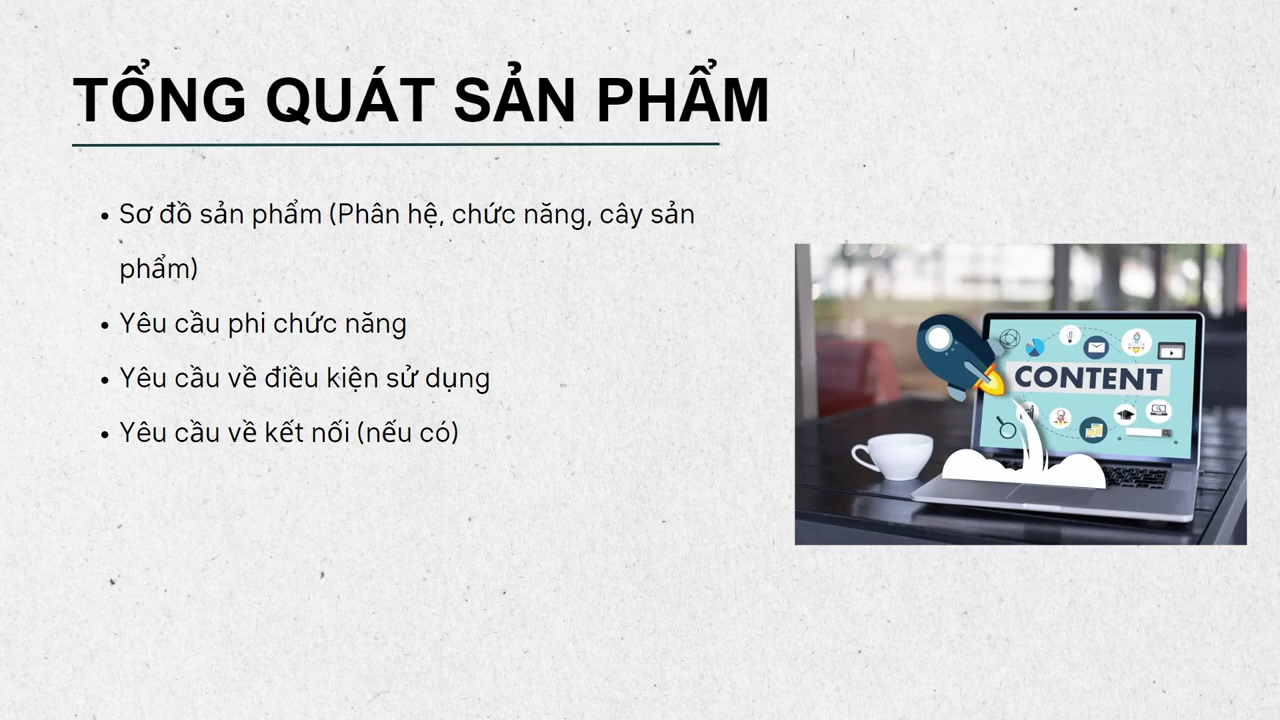 TỔNG QUÁT SẢN PHẨM
• Sơ đồ sản phẩm (Phân hệ, chức năng, cây sản
phẩm)
• Yêu cầu phi chức năng
• Yêu cầu về điều kiện sử dụng
• Yêu cầu về kết nối (nếu có)
CONTENT